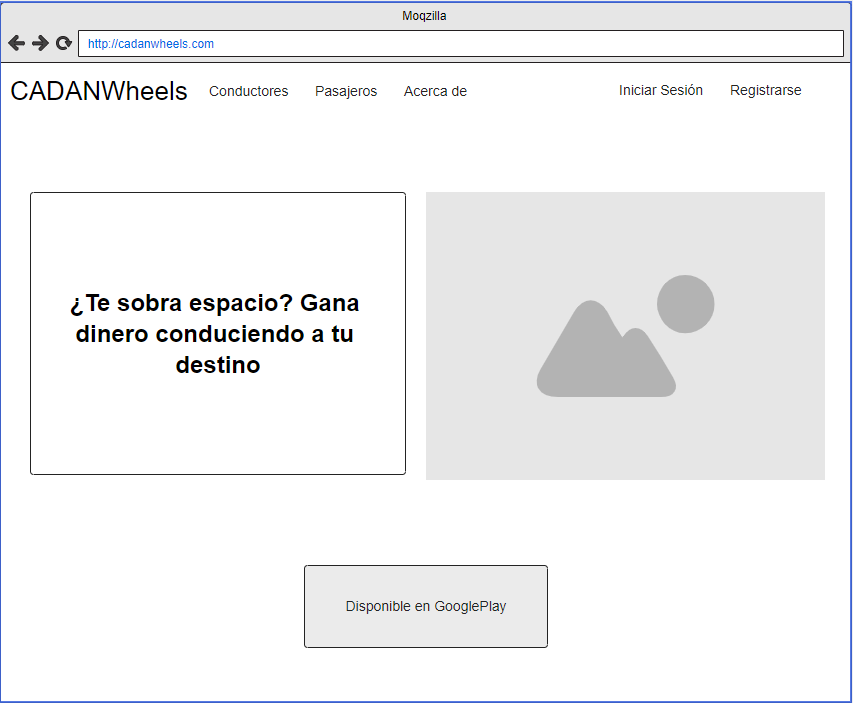 Moqzilla
http://cadanwheels.com
CADANWheels Conductores Pasajeros Acerca de Iniciar Sesión Registrarse
¿Te sobra espacio? Gana
dinero conduciendo a tu
destino
Disponible en GooglePlay